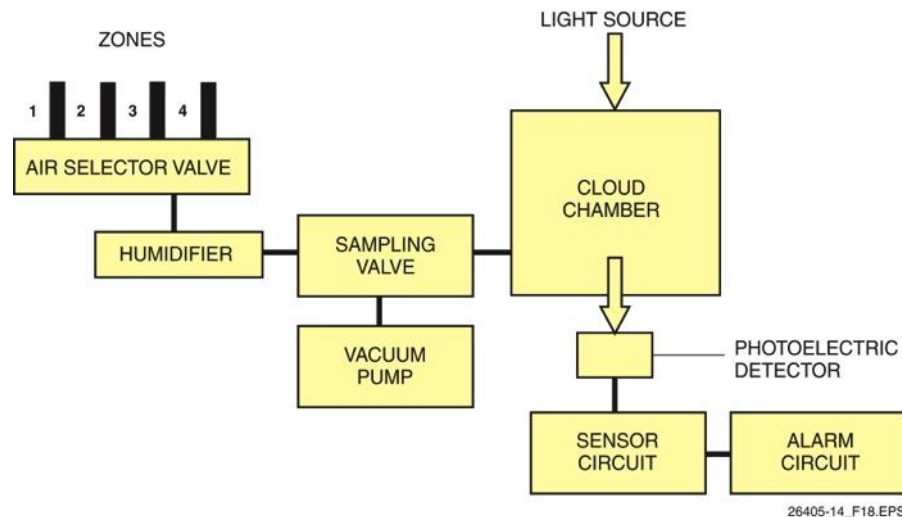 ZONES
1 2 3 4
AIR SELECTOR VALVE
HUMIDIFIER
SAMPLING
VALVE
VACUUM
PUMP
LIGHT SOURCE
CLOUD
CHAMBER
PHOTOELECTRIC
DETECTOR
SENSOR
CIRCUIT
ALARM
CIRCUIT
26405-14_F18.EPS